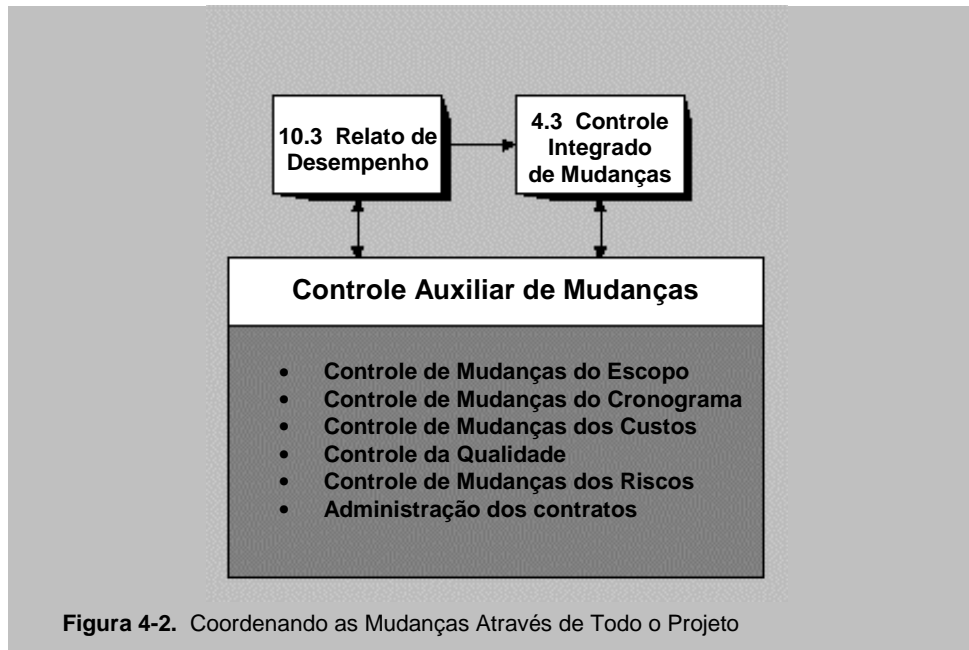 10.3 Relato de
Desempenho
4.3 Controle
Integrado
de Mudanças
Controle Auxiliar de Mudanças
• Controle de Mudanças do Escopo
• Controle de Mudanças do Cronograma
• Controle de Mudanças dos Custos
• Controle da Qualidade
• Controle de Mudanças dos Riscos
• Administração dos contratos
Figura 4-2. Coordenando as Mudanças Através de Todo o Projeto